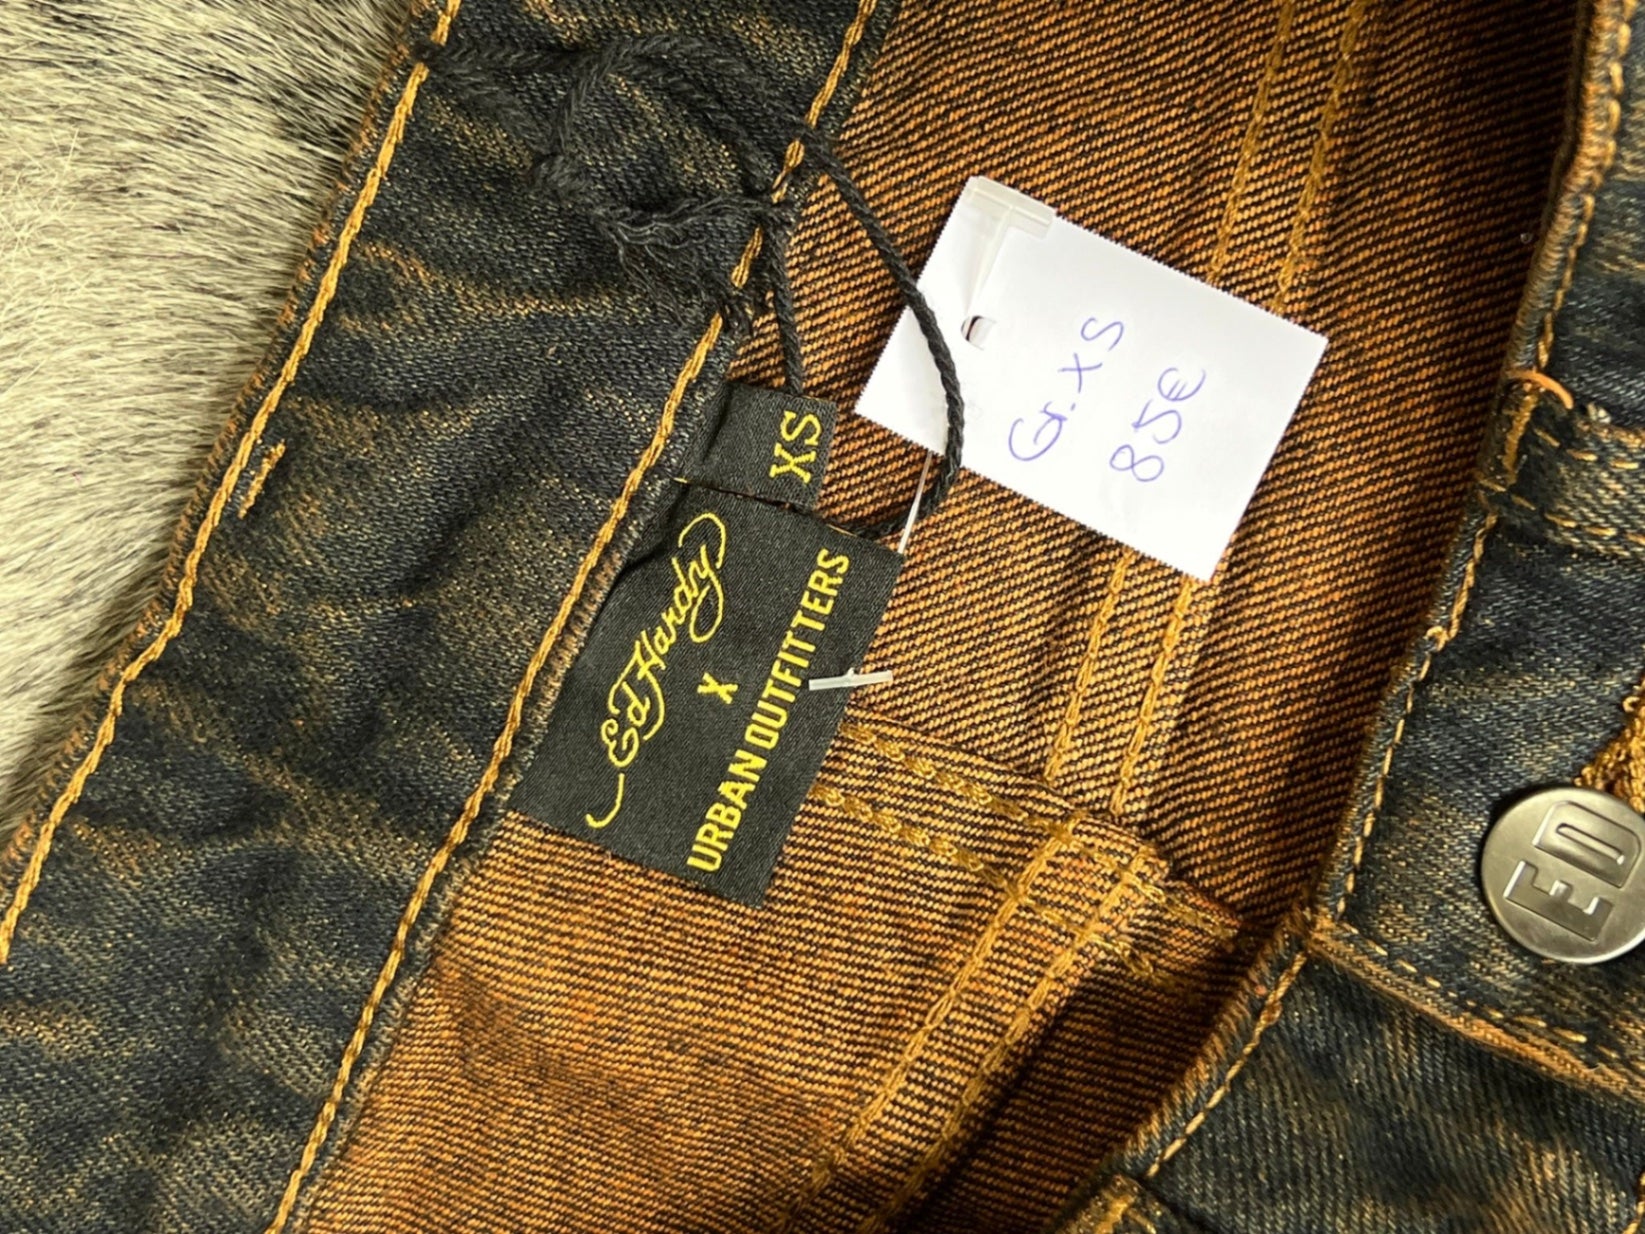 XS
Ed Hardy
X
URBAN OUTFITTERS
Gr. XS
85€
ED